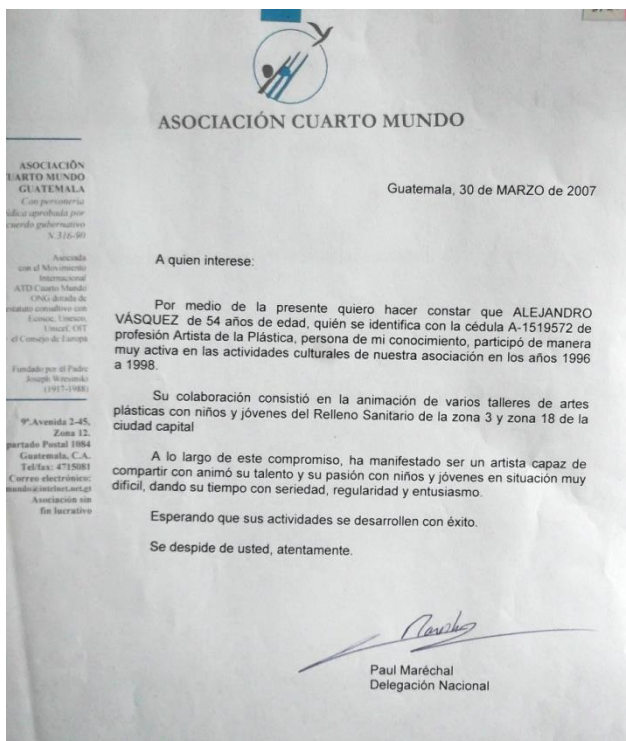 ASOCIACIÓN CUARTO MUNDO
ASOCIACIÓN
UARTO MUNDO
GUATEMALA
Con personería
ídica aprobada por
cuerdo gubernativo
N.316-90
Asociada
con el Movimiento
Internacional
ATD Cuarto Mundo
ONG dotada de
estatuto consultivo con
Ecosoc, Unesco,
Unicef, OIT
el Consejo de Europa
Fundado por el Padre
Joseph Wresinski
(1917-1988)
9ª.Avenida 2-45,
Zona 12.
partado Postal 1084
Guatemala, C.A.
Tel/fax: 4715081
Correo electrónico:
mundo@intelnet.net.gt
Asociación sin
fin lucrativo
Guatemala, 30 de MARZO de 2007
A quien interese:
Por medio de la presente quiero hacer constar que ALEJANDRO
VÁSQUEZ de 54 años de edad, quién se identifica con la cédula A-1519572 de
profesión Artista de la Plástica, persona de mi conocimiento, participó de manera
muy activa en las actividades culturales de nuestra asociación en los años 1996
a 1998.
Su colaboración consistió en la animación de varios talleres de artes
plásticas con niños y jóvenes del Relleno Sanitario de la zona 3 y zona 18 de la
ciudad capital
A lo largo de este compromiso, ha manifestado ser un artista capaz de
compartir con animó su talento y su pasión con niños y jóvenes en situación muy
difícil, dando su tiempo con seriedad, regularidad y entusiasmo.
Esperando que sus actividades se desarrollen con éxito.
Se despide de usted, atentamente.
Paul Maréchal
Delegación Nacional